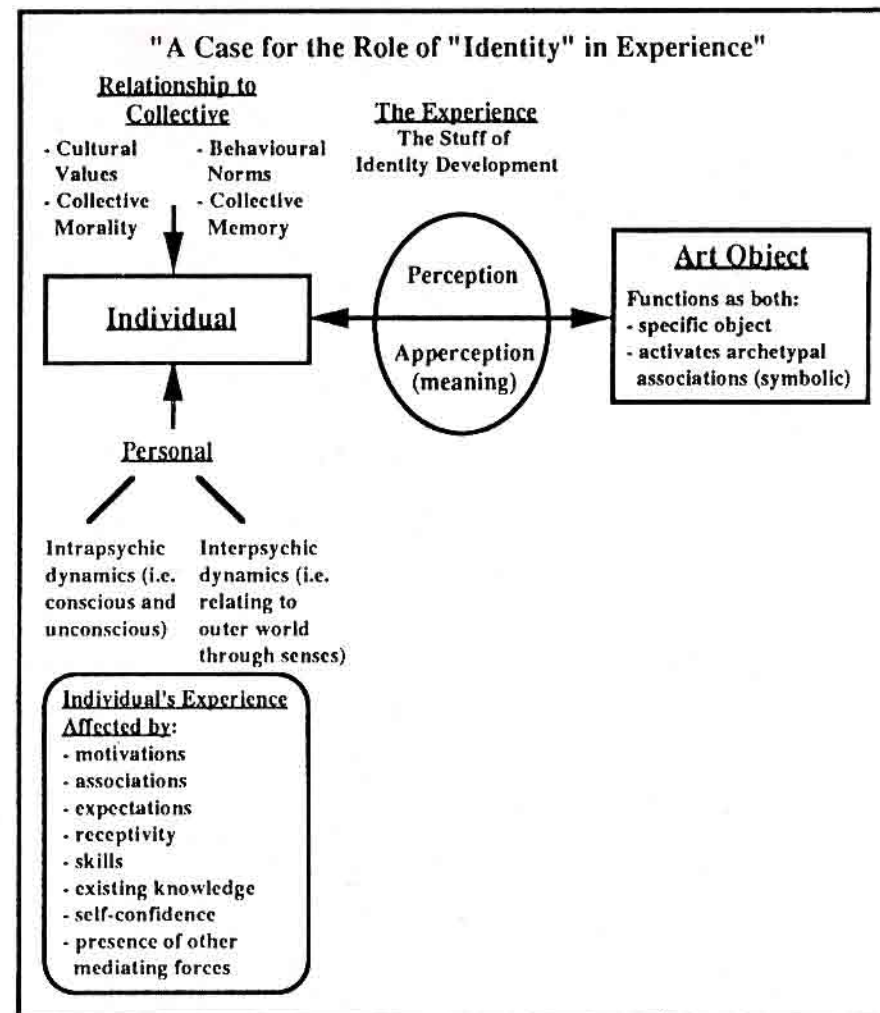 "A Case for the Role of "Identity" in Experience"
Relationship to
Collective
- Cultural
Values
- Collective
Morality
- Behavioural
Norms
- Collective
Memory
The Experience
The Stuff of
Identity Development
Individual
Perception
Apperception
(meaning)
Art Object
Functions as both:
- specific object
- activates archetypal
associations (symbolic)
Personal
Intrapsychic
dynamics (i.e.
conscious and
unconscious)
Interpsychic
dynamics (i.e.
relating to
outer world
through senses)
Individual's Experience
Affected by:
- motivations
- associations
- expectations
- receptivity
- skills
- existing knowledge
- self-confidence
- presence of other
mediating forces